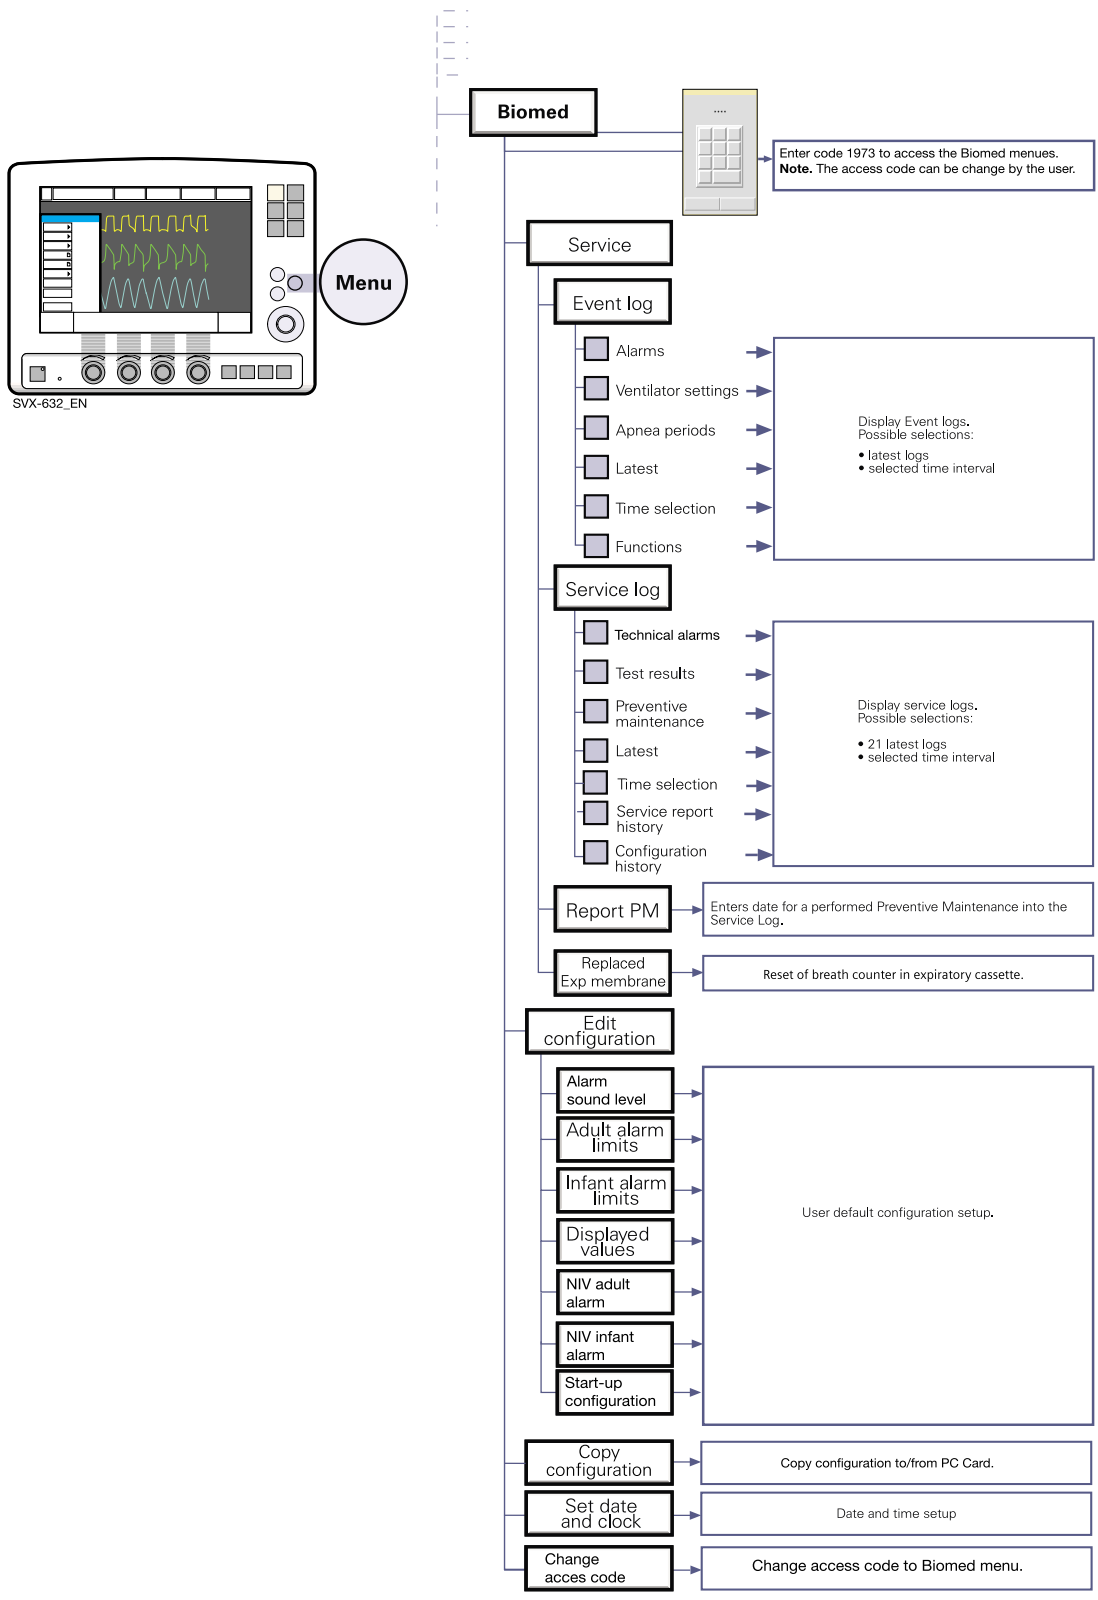 Biomed
....
Enter code 1973 to access the Biomed menues.
Note. The access code can be change by the user.
Menu
SVX-632_EN
Service
Event log
Alarms
Ventilator settings
Apnea periods
Latest
Time selection
Functions
Display Event logs.
Possible selections:
• latest logs
• selected time interval
Service log
Technical alarms
Test results
Preventive
maintenance
Latest
Time selection
Service report
history
Configuration
history
Display service logs.
Possible selections:
• 21 latest logs
• selected time interval
Report PM
Enters date for a performed Preventive Maintenance into the
Service Log.
Replaced
Exp membrane
Reset of breath counter in expiratory cassette.
Edit
configuration
Alarm
sound level
Adult alarm
limits
Infant alarm
limits
Displayed
values
NIV adult
alarm
NIV infant
alarm
Start-up
configuration
User default configuration setup.
Copy
configuration
Copy configuration to/from PC Card.
Set date
and clock
Date and time setup
Change
acces code
Change access code to Biomed menu.